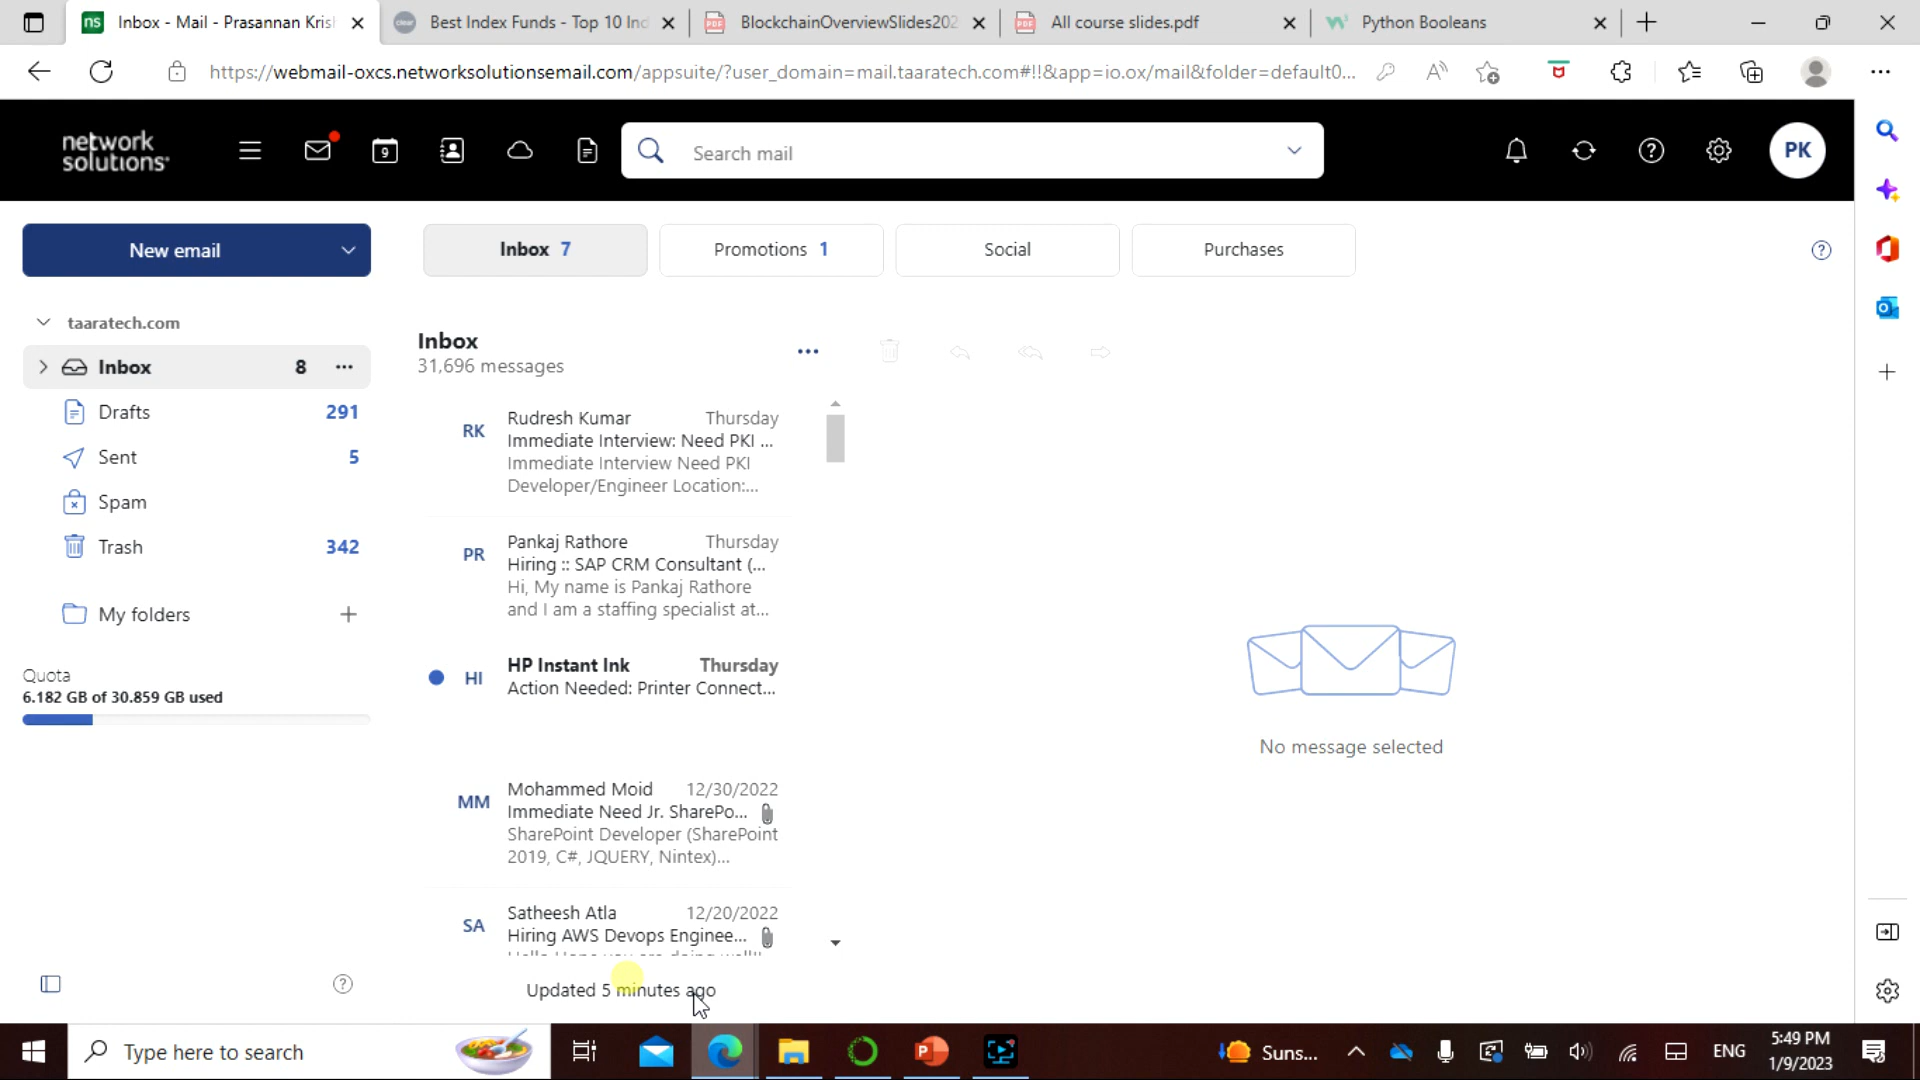 Inbox - Mail - Prasannan Krish
Best Index Funds - Top 10 Ind
BlockchainOverviewSlides202
All course slides.pdf
Python Booleans
https://webmail-oxcs.networksolutionsemail.com/appsuite/?user_domain=mail.taaratech.com#!!&app=io.ox/mail&folder=default0...
network
solutions
9
Search mail
PK
New email
Inbox 7
Promotions 1
Social
Purchases
taaratech.com
Inbox 8
Drafts 291
Sent 5
Spam
Trash 342
My folders
Quota
6.182 GB of 30.859 GB used
Inbox
31,696 messages
RK
Rudresh Kumar Thursday
Immediate Interview: Need PKI ...
Immediate Interview Need PKI
Developer/Engineer Location:...
PR
Pankaj Rathore Thursday
Hiring :: SAP CRM Consultant (...
Hi, My name is Pankaj Rathore
and I am a staffing specialist at...
HI
HP Instant Ink Thursday
Action Needed: Printer Connect...
MM
Mohammed Moid 12/30/2022
Immediate Need Jr. SharePo...
SharePoint Developer (SharePoint
2019, C#, JQUERY, Nintex)...
SA
Satheesh Atla 12/20/2022
Hiring AWS Devops Enginee...
Updated 5 minutes ago
No message selected
Type here to search
Suns...
ENG
5:49 PM
1/9/2023